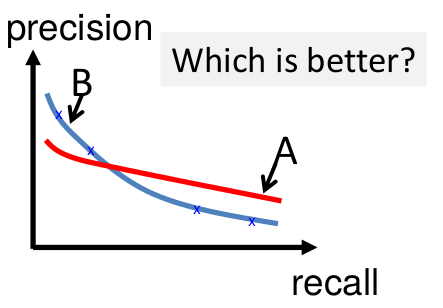 precision
Which is better?
B
A
x
x
x
x
recall